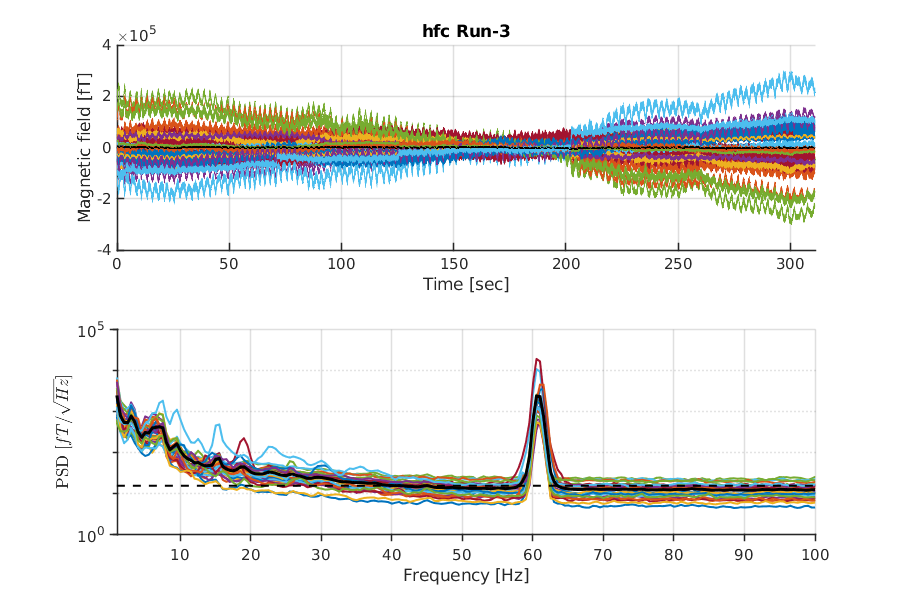 hfc Run-3
×10^5
4
2
0
-2
-4
Magnetic field [fT]
0 50 100 150 200 250 300
Time [sec]
10^5
10^0
PSD [fT/√Hz]
10 20 30 40 50 60 70 80 90 100
Frequency [Hz]